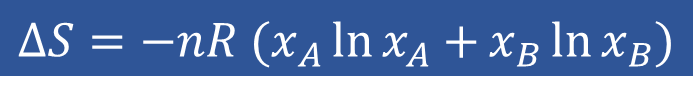 ΔS = −nR (x_A ln x_A + x_B ln x_B)